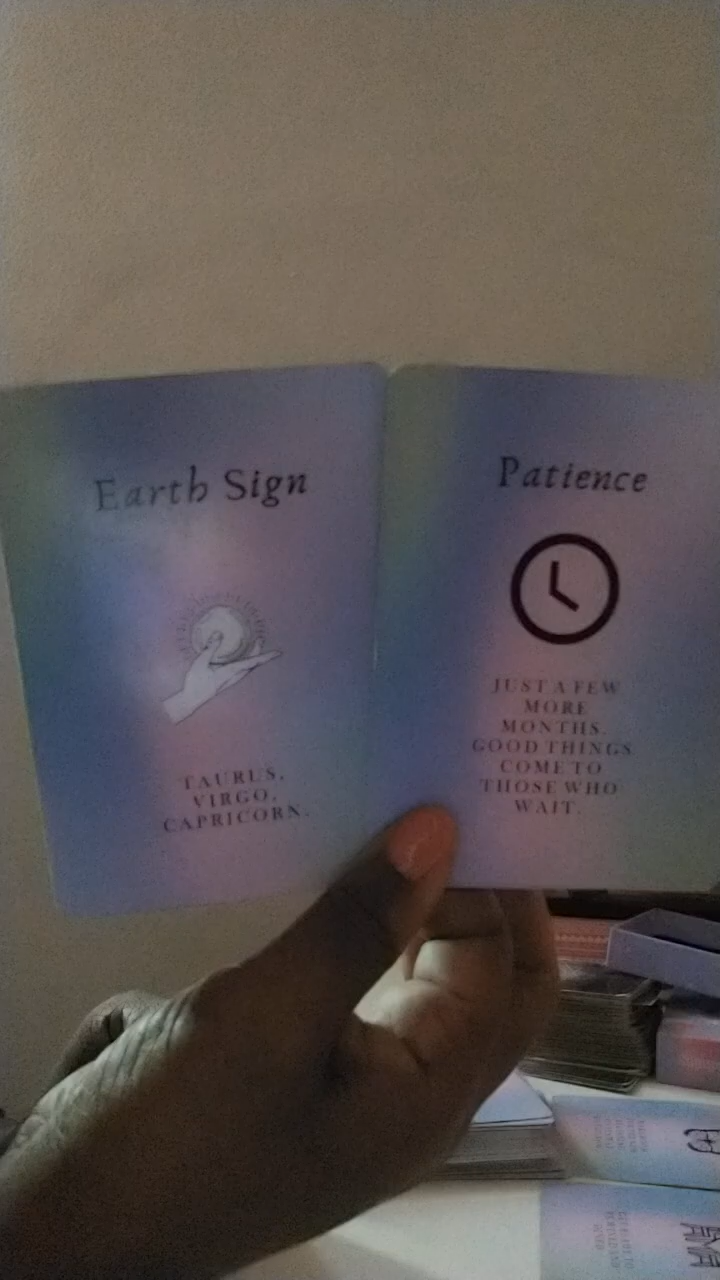 Earth Sign
TAURUS,
VIRGO,
CAPRICORN.
Patience
JUST A FEW
MORE
MONTHS.
GOOD THINGS
COME TO
THOSE WHO
WAIT.